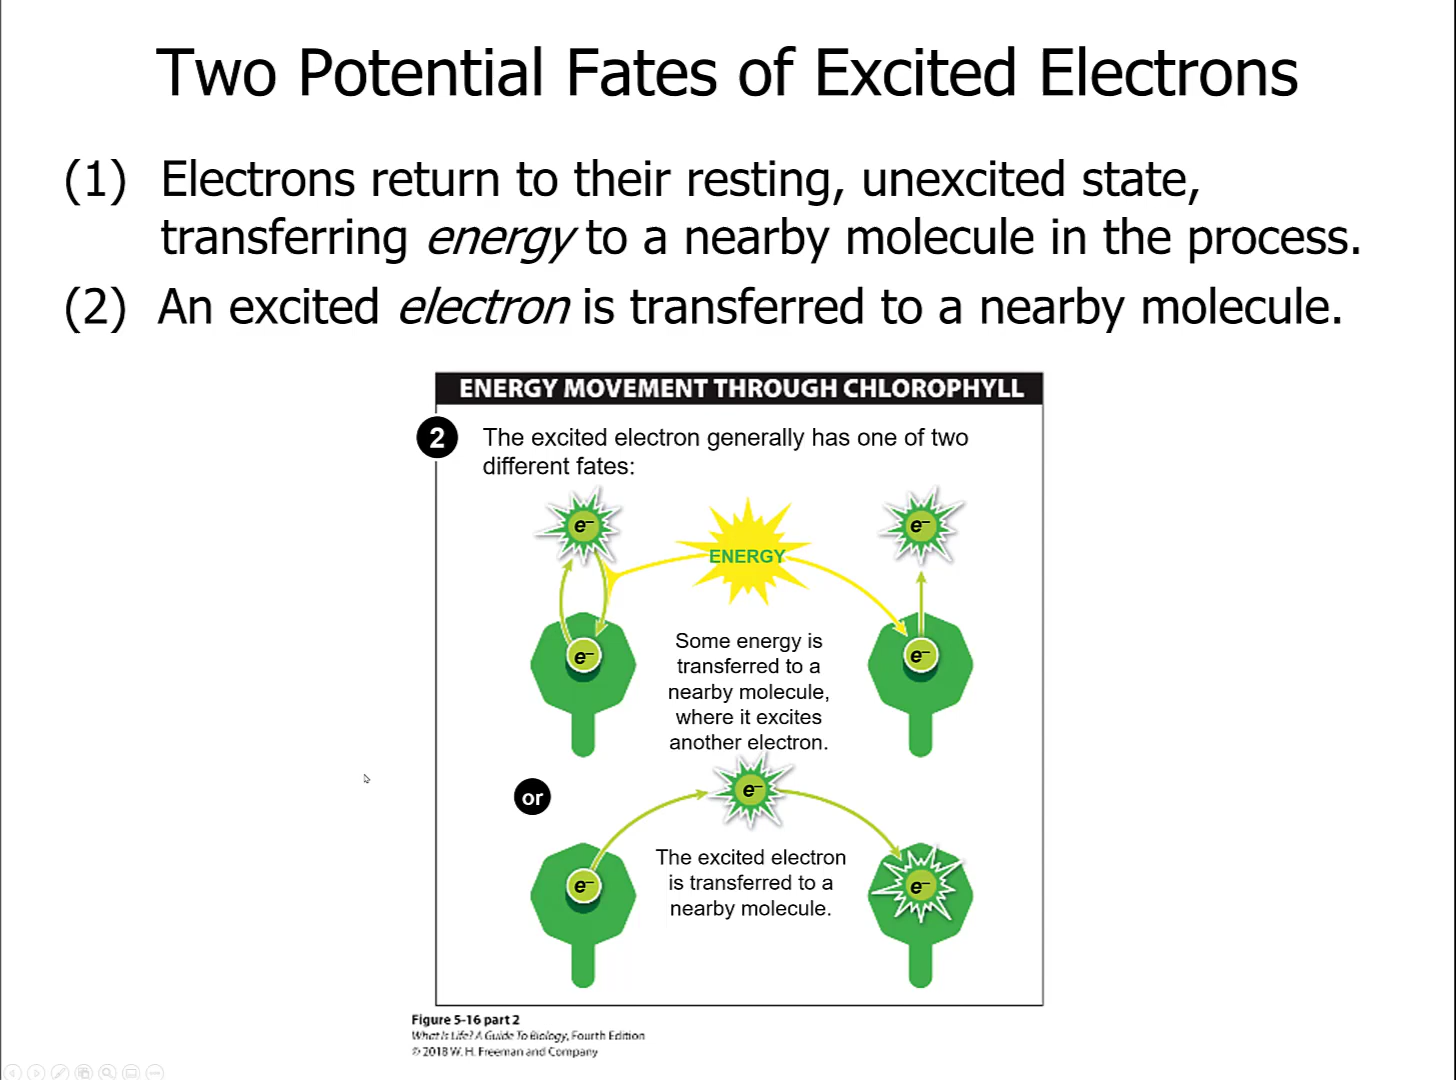 Two Potential Fates of Excited Electrons
(1) Electrons return to their resting, unexcited state,
transferring energy to a nearby molecule in the process.
(2) An excited electron is transferred to a nearby molecule.
ENERGY MOVEMENT THROUGH CHLOROPHYLL
2 The excited electron generally has one of two
different fates:
e–
ENERGY
e–
e–
e–
Some energy is
transferred to a
nearby molecule,
where it excites
another electron.
or
e–
e–
e–
The excited electron
is transferred to a
nearby molecule.
Figure 5-16 part 2
What Is Life? A Guide To Biology, Fourth Edition
© 2018 W. H. Freeman and Company